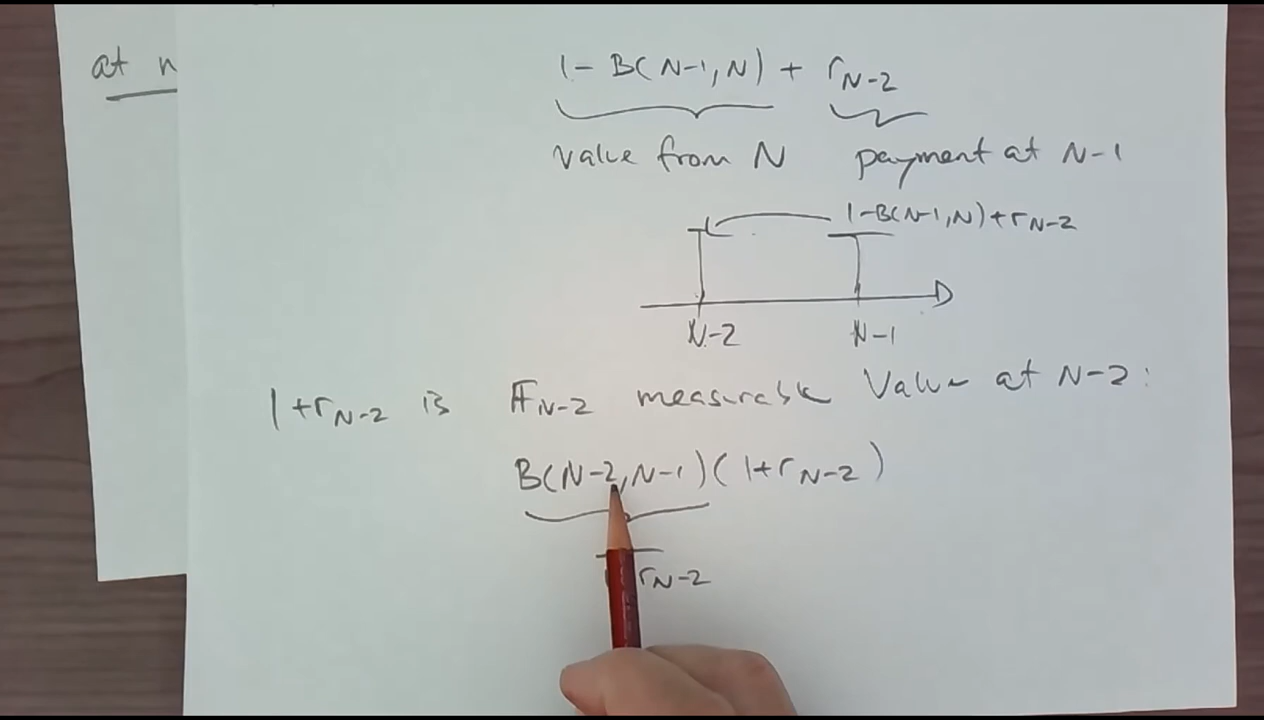 at n
1 - B(N-1, N) + r_{N-2}
value from N payment at N-1
1-B(N-1,N)+r_{N-2}
N-2 N-1
1+r_{N-2} is F_{N-2} measurable Value at N-2:
B(N-2,N-1)(1+r_{N-2})
r_{N-2}